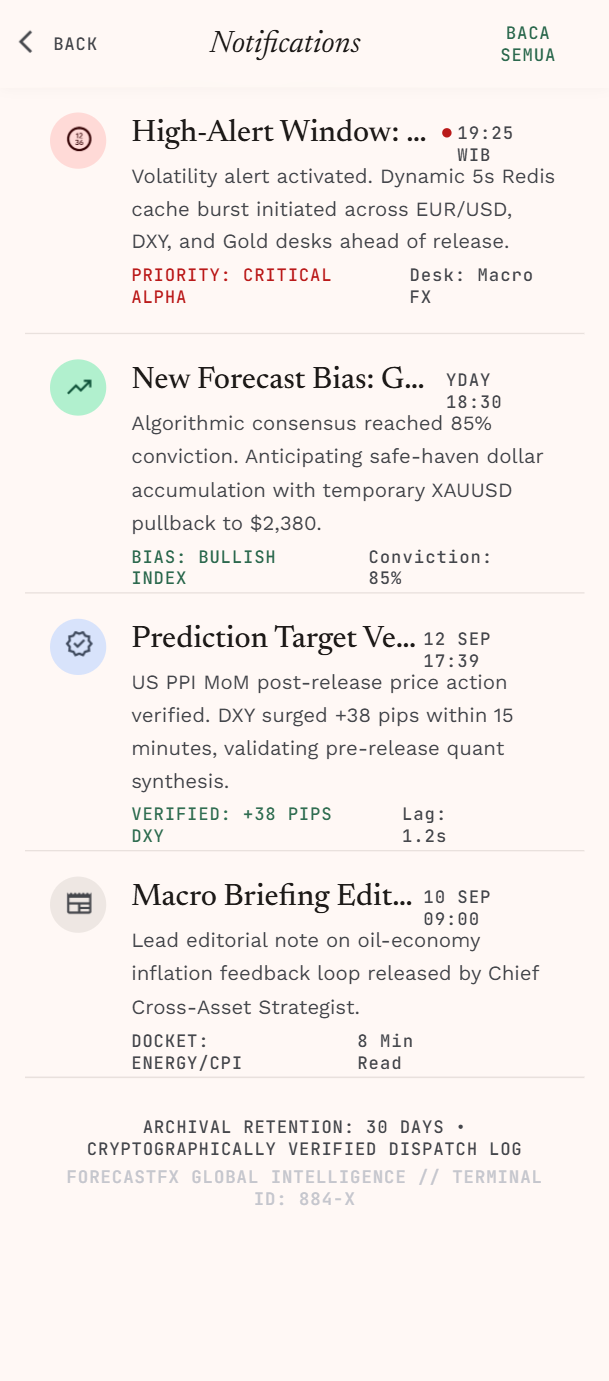 BACK
Notifications
BACA
SEMUA
High-Alert Window: ...
19:25
WIB
Volatility alert activated. Dynamic 5s Redis
cache burst initiated across EUR/USD,
DXY, and Gold desks ahead of release.
PRIORITY: CRITICAL
ALPHA
Desk: Macro
FX
New Forecast Bias: G...
YDAY
18:30
Algorithmic consensus reached 85%
conviction. Anticipating safe-haven dollar
accumulation with temporary XAUUSD
pullback to $2,380.
BIAS: BULLISH
INDEX
Conviction:
85%
Prediction Target Ve...
12 SEP
17:39
US PPI MoM post-release price action
verified. DXY surged +38 pips within 15
minutes, validating pre-release quant
synthesis.
VERIFIED: +38 PIPS
DXY
Lag:
1.2s
Macro Briefing Edit...
10 SEP
09:00
Lead editorial note on oil-economy
inflation feedback loop released by Chief
Cross-Asset Strategist.
DOCKET:
ENERGY/CPI
8 Min
Read
ARCHIVAL RETENTION: 30 DAYS •
CRYPTOGRAPHICALLY VERIFIED DISPATCH LOG
FORECASTFX GLOBAL INTELLIGENCE // TERMINAL
ID: 884-X